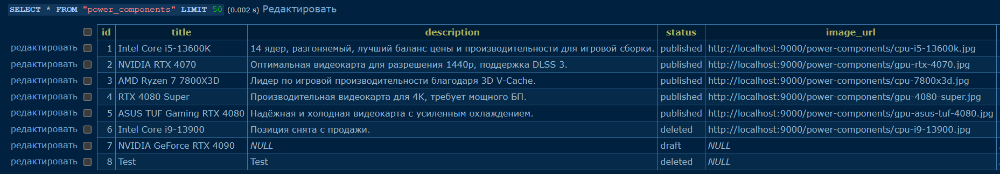 SELECT * FROM "power_components" LIMIT 50 (0.002 s) Редактировать
id title description status image_url
редактировать 1 Intel Core i5-13600K 14 ядер, разгоняемый, лучший баланс цены и производительности для игровой сборки. published http://localhost:9000/power-components/cpu-i5-13600k.jpg
редактировать 2 NVIDIA RTX 4070 Оптимальная видеокарта для разрешения 1440p, поддержка DLSS 3. published http://localhost:9000/power-components/gpu-rtx-4070.jpg
редактировать 3 AMD Ryzen 7 7800X3D Лидер по игровой производительности благодаря 3D V-Cache. published http://localhost:9000/power-components/cpu-7800x3d.jpg
редактировать 4 RTX 4080 Super Производительная видеокарта для 4K, требует мощного БП. published http://localhost:9000/power-components/gpu-4080-super.jpg
редактировать 5 ASUS TUF Gaming RTX 4080 Надёжная и холодная видеокарта с усиленным охлаждением. published http://localhost:9000/power-components/gpu-asus-tuf-4080.jpg
редактировать 6 Intel Core i9-13900 Позиция снята с продажи. deleted http://localhost:9000/power-components/cpu-i9-13900.jpg
редактировать 7 NVIDIA GeForce RTX 4090 NULL draft NULL
редактировать 8 Test Test deleted NULL